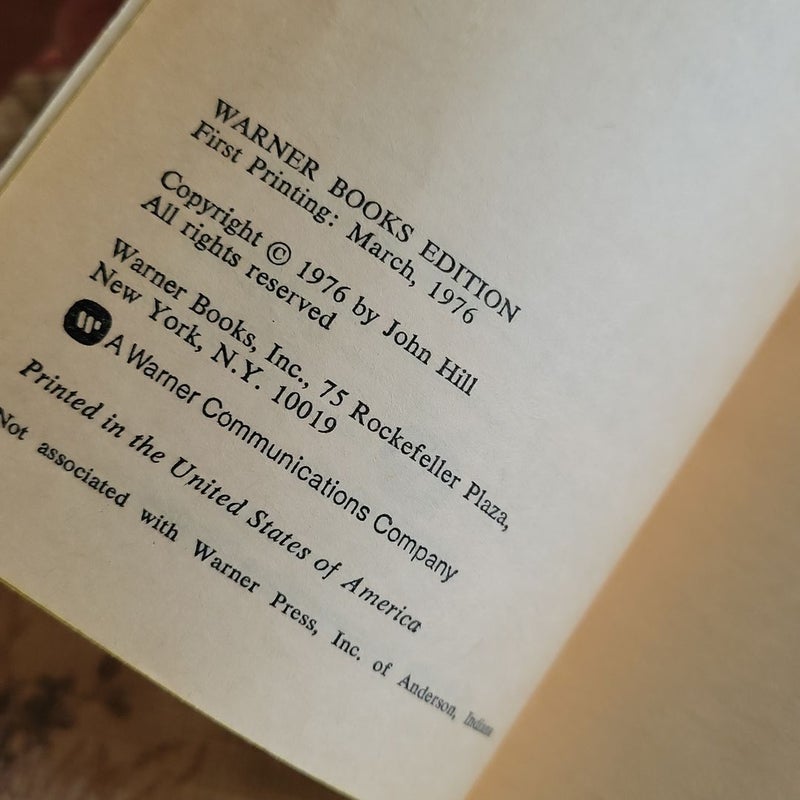 WARNER BOOKS EDITION
First Printing: March, 1976
Copyright © 1976 by John Hill
All rights reserved
Warner Books, Inc., 75 Rockefeller Plaza,
New York, N.Y. 10019
A Warner Communications Company
Printed in the United States of America
Not associated with Warner Press, Inc. of Anderson, Indiana